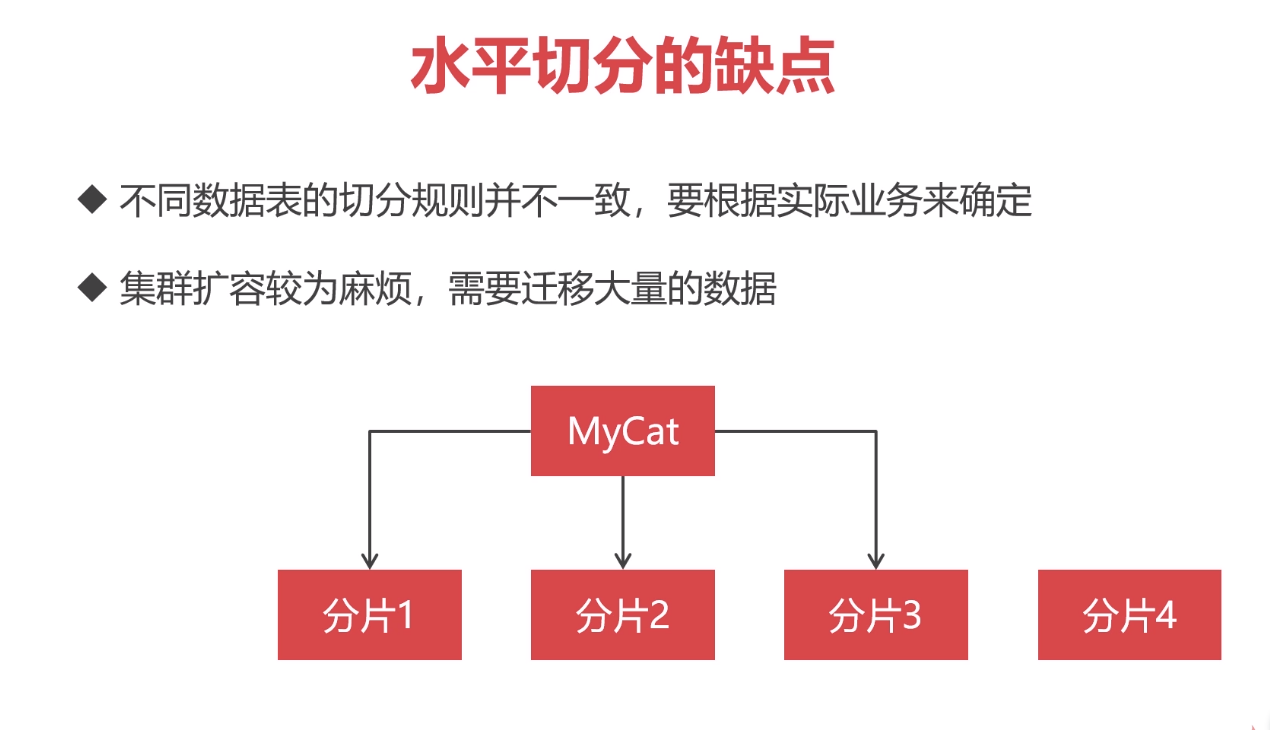 水平切分的缺点
◆ 不同数据表的切分规则并不一致，要根据实际业务来确定
◆ 集群扩容较为麻烦，需要迁移大量的数据
MyCat
分片1
分片2
分片3
分片4